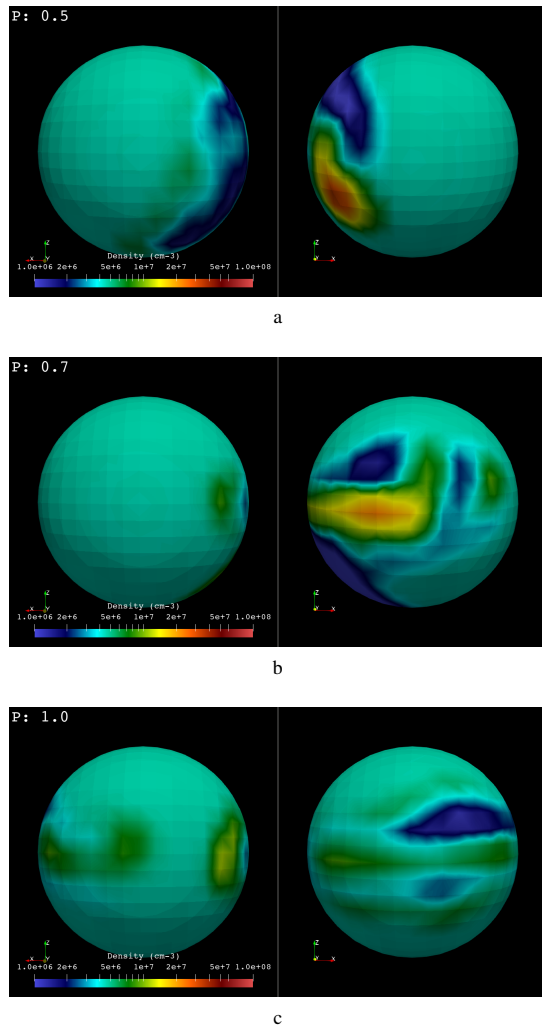 P: 0.5
Z
X Y
Density (cm-3)
1.0e+06 2e+6 5e+6 1e+7 2e+7 5e+7 1.0e+08
Z
Y X
a
P: 0.7
Z
X Y
Density (cm-3)
1.0e+06 2e+6 5e+6 1e+7 2e+7 5e+7 1.0e+08
Z
Y X
b
P: 1.0
Z
X Y
Density (cm-3)
1.0e+06 2e+6 5e+6 1e+7 2e+7 5e+7 1.0e+08
Z
Y X
c